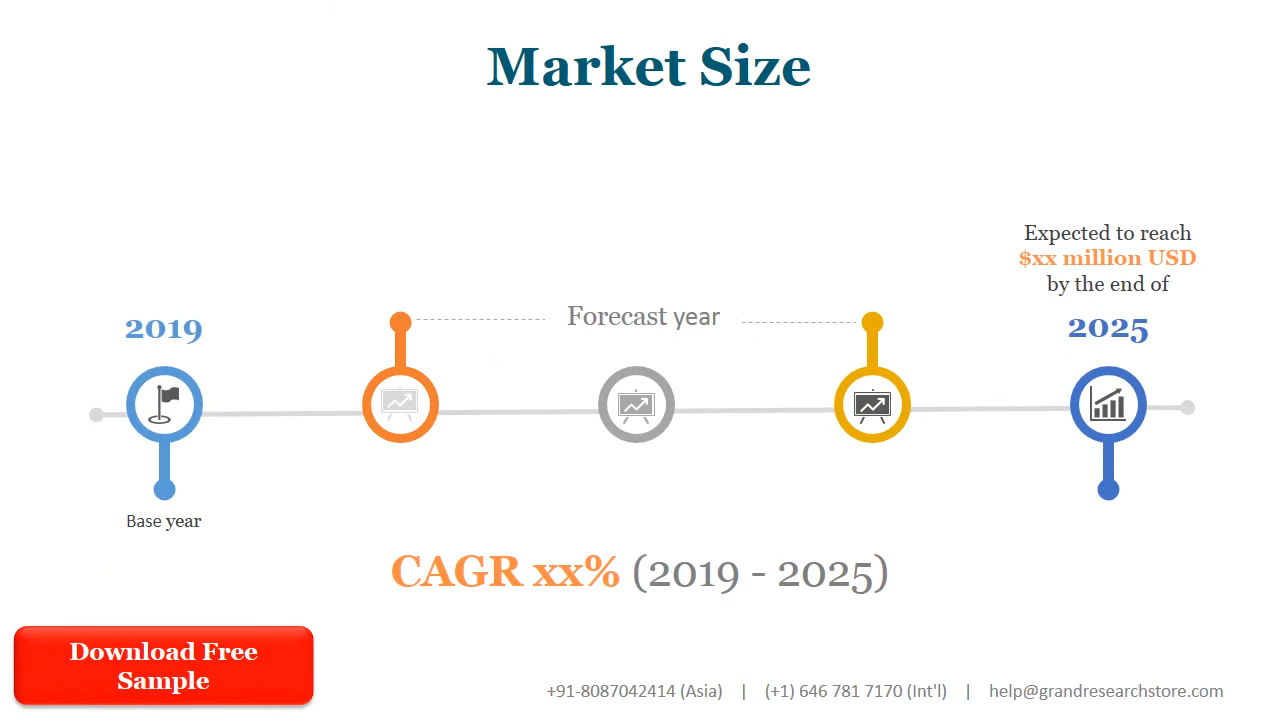 Market Size
Expected to reach
$xx million USD
by the end of
2025
2019
Forecast year
Base year
CAGR xx% (2019 - 2025)
Download Free
Sample
+91-8087042414 (Asia) | (+1) 646 781 7170 (Int'l) | help@grandresearchstore.com